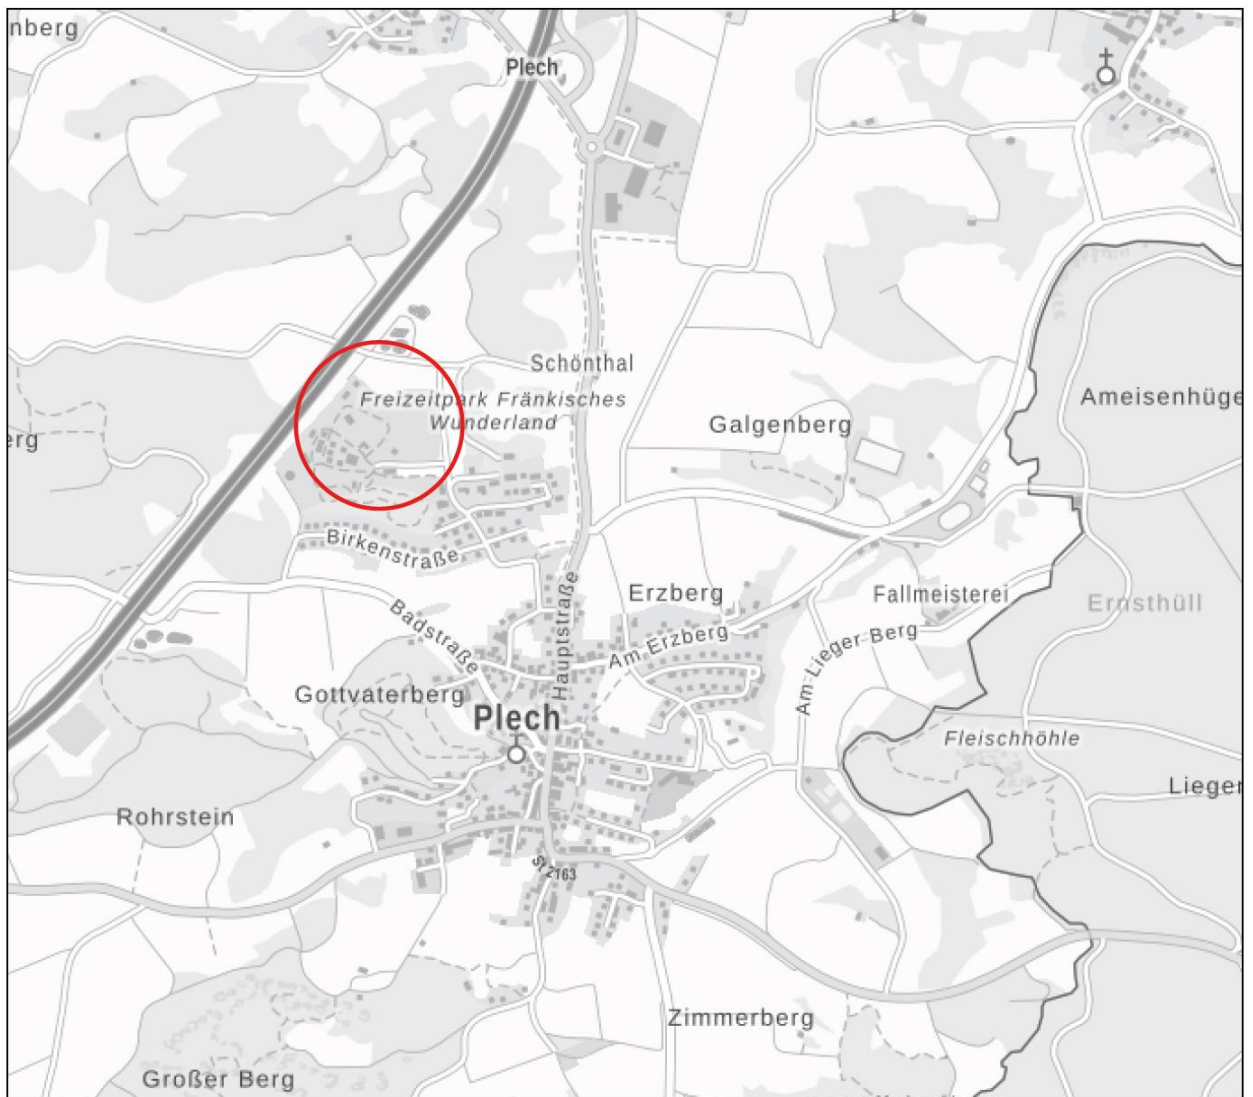 nberg
Plech
Schönthal
Freizeitpark Fränkisches
Wunderland
Ameisenhüge
Galgenberg
erg
Birkenstraße
Hauptstraße
Erzberg
Fallmeisterei
Ernsthüll
Badstraße
Am Erzberg
Am Lieger Berg
Gottvaterberg
Plech
Fleischhöhle
Lieger
Rohrstein
St 2163
Zimmerberg
Großer Berg